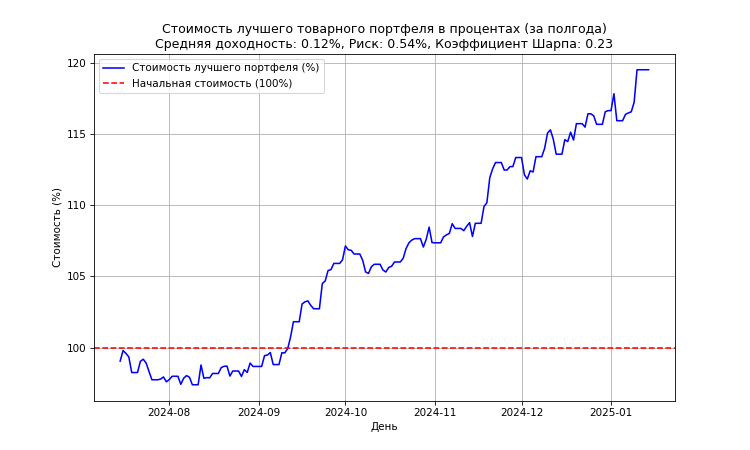 Стоимость лучшего товарного портфеля в процентах (за полгода)
Средняя доходность: 0.12%, Риск: 0.54%, Коэффициент Шарпа: 0.23
Стоимость лучшего портфеля (%)
Начальная стоимость (100%)
Стоимость (%)
120
115
110
105
100
2024-08
2024-09
2024-10
2024-11
2024-12
2025-01
День